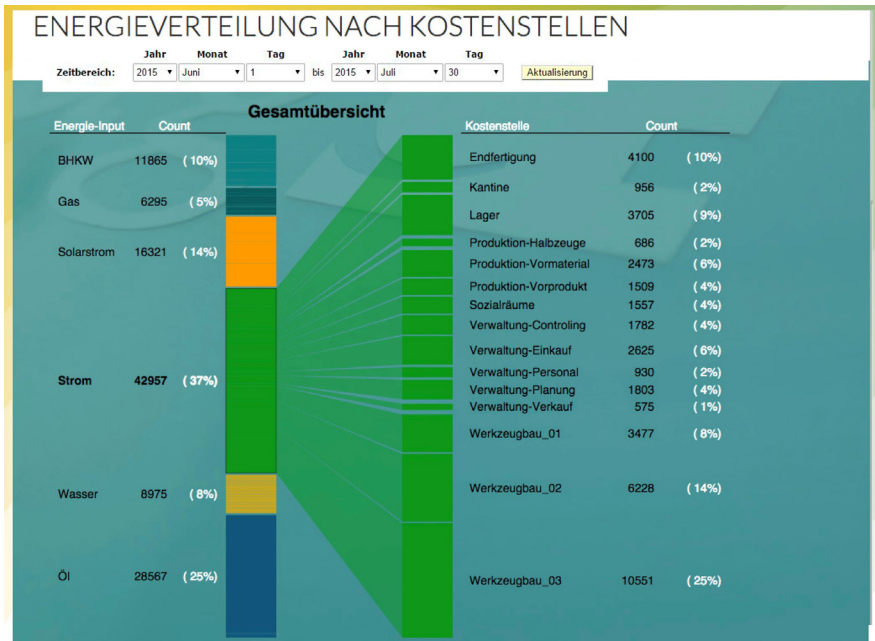 ENERGIEVERTEILUNG NACH KOSTENSTELLEN
Jahr Monat Tag Jahr Monat Tag
Zeitbereich: 2015 Juni 1 bis 2015 Juli 30 Aktualisierung
Gesamtübersicht
Energie-Input Count
BHKW 11865 ( 10%)
Gas 6295 ( 5%)
Solarstrom 16321 ( 14%)
Strom 42957 ( 37%)
Wasser 8975 ( 8%)
Öl 28567 ( 25%)
Kostenstelle Count
Endfertigung 4100 ( 10%)
Kantine 956 ( 2%)
Lager 3705 ( 9%)
Produktion-Halbzeuge 686 ( 2%)
Produktion-Vormaterial 2473 ( 6%)
Produktion-Vorprodukt 1509 ( 4%)
Sozialräume 1557 ( 4%)
Verwaltung-Controling 1782 ( 4%)
Verwaltung-Einkauf 2625 ( 6%)
Verwaltung-Personal 930 ( 2%)
Verwaltung-Planung 1803 ( 4%)
Verwaltung-Verkauf 575 ( 1%)
Werkzeugbau_01 3477 ( 8%)
Werkzeugbau_02 6228 ( 14%)
Werkzeugbau_03 10551 ( 25%)